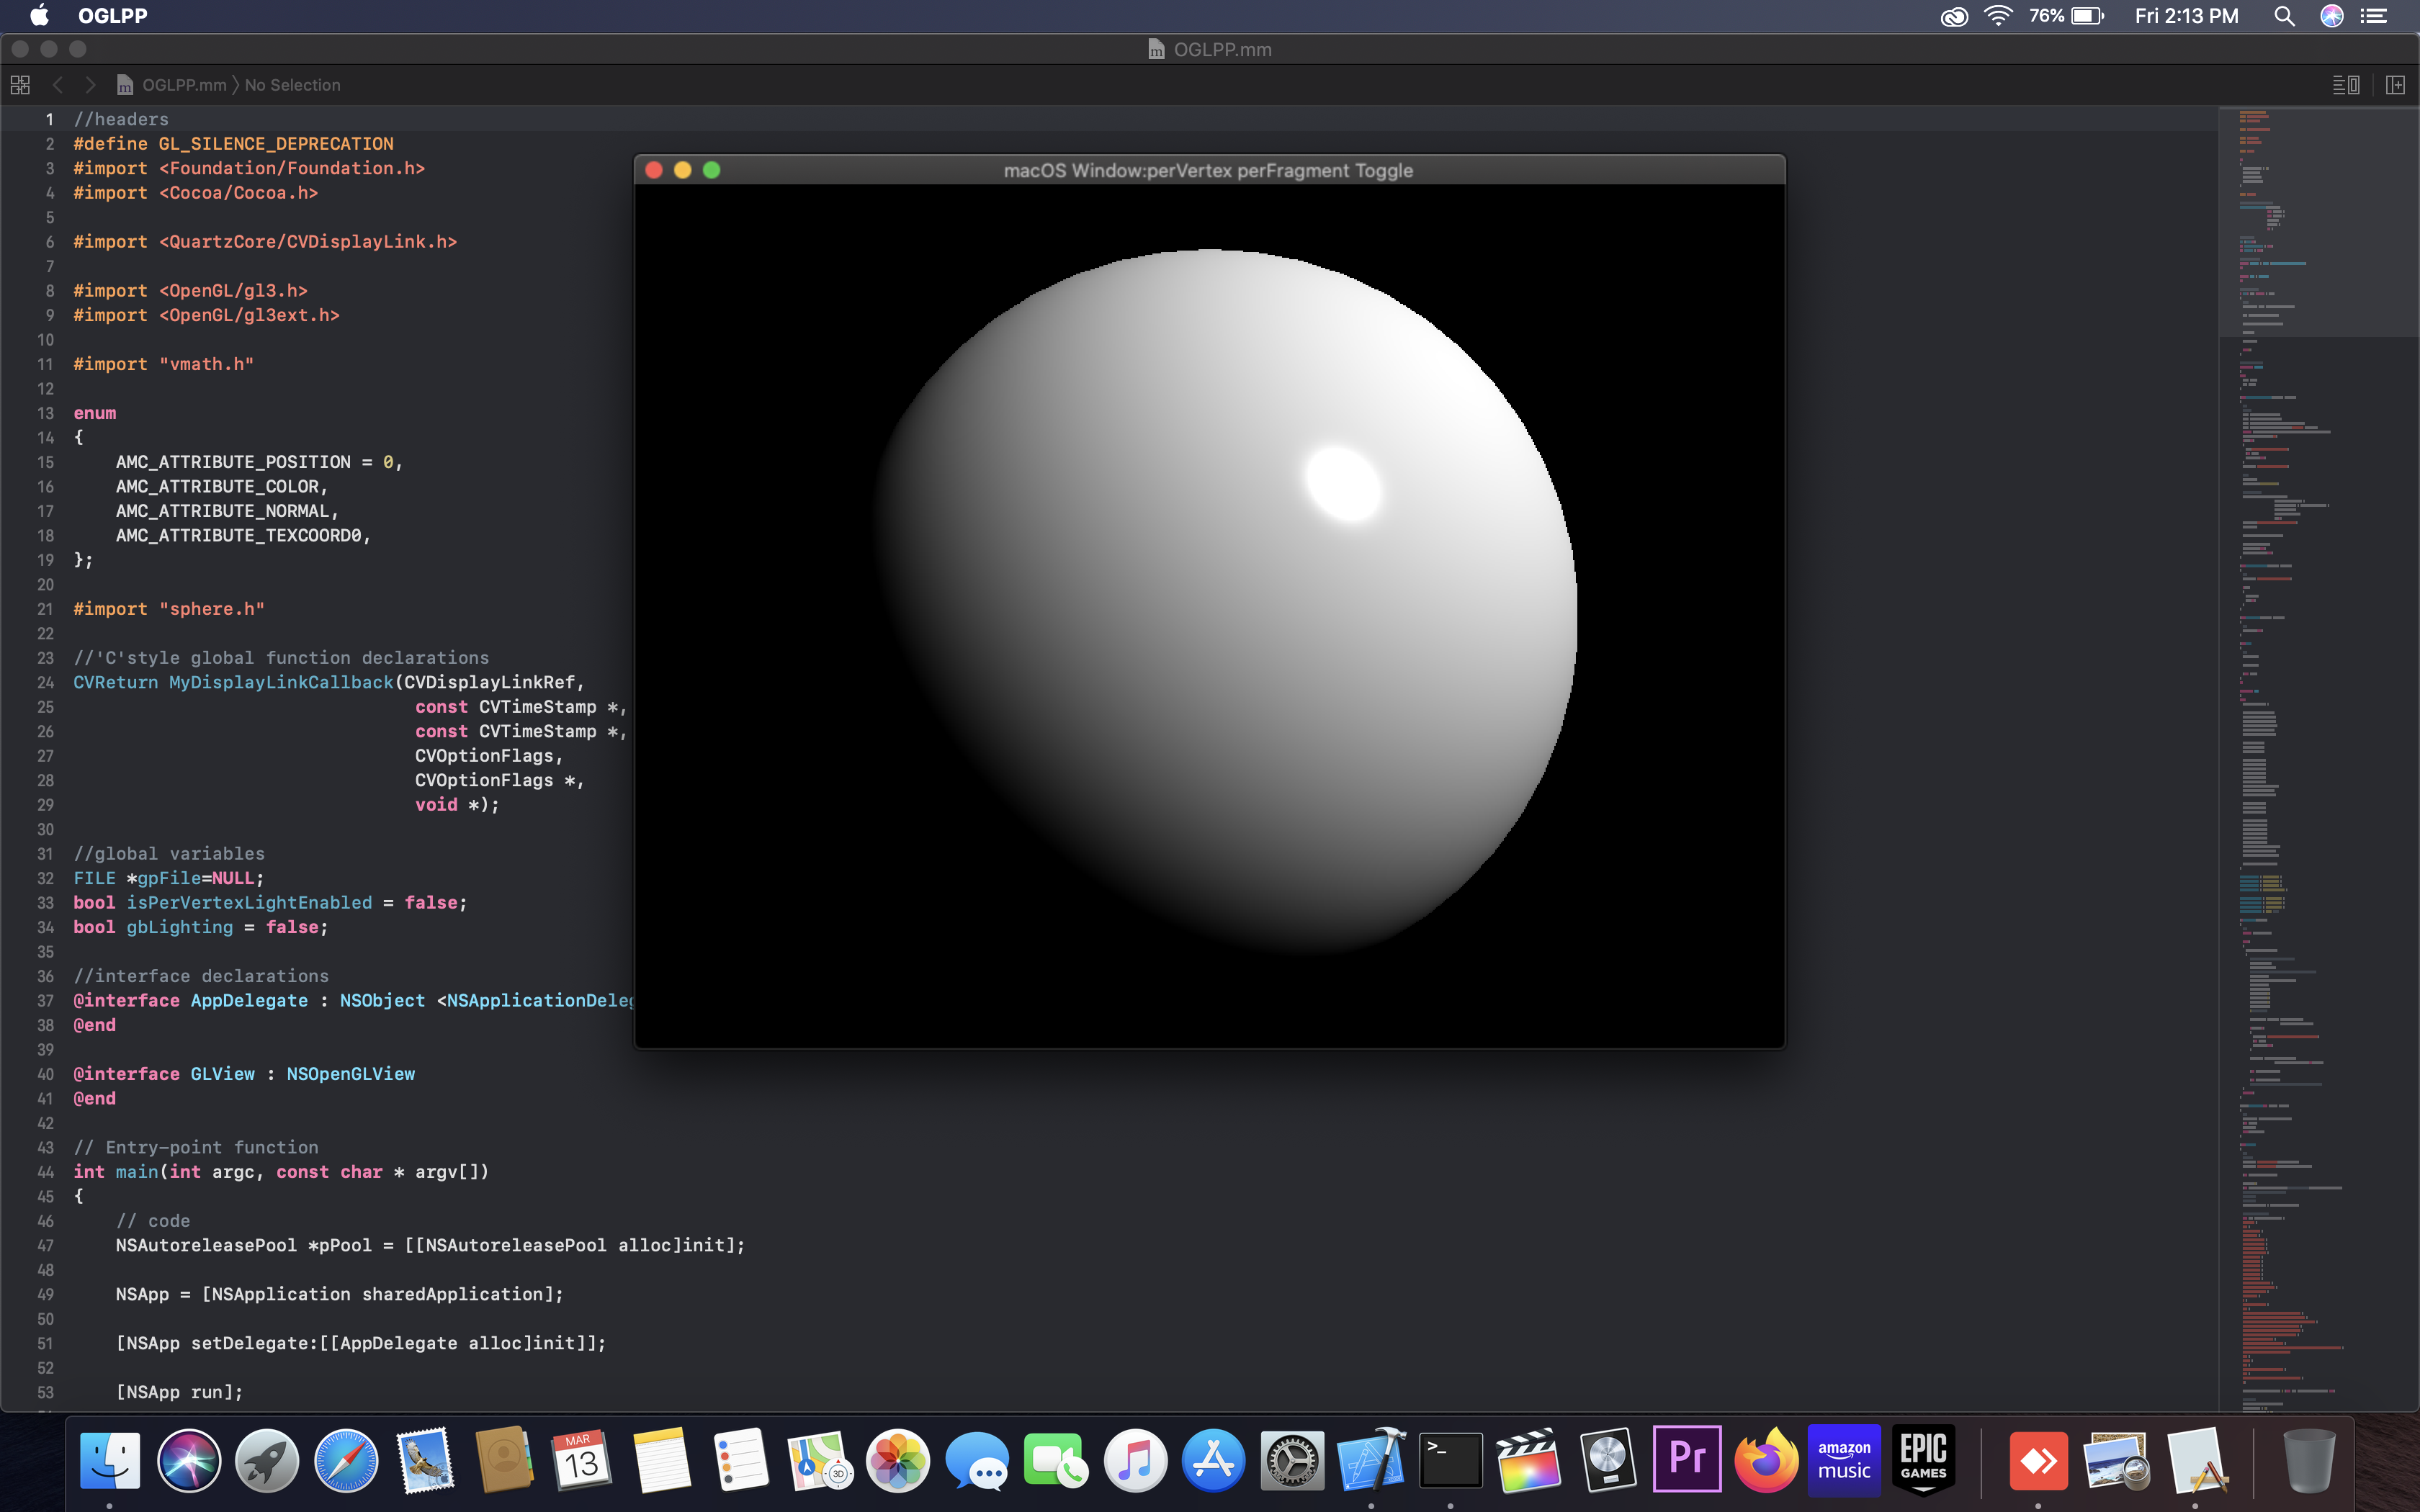 OGLPP
76%
Fri 2:13 PM
OGLPP.mm
OGLPP.mm
No Selection
1 //headers
2 #define GL_SILENCE_DEPRECATION
3 #import <Foundation/Foundation.h>
4 #import <Cocoa/Cocoa.h>
5
6 #import <QuartzCore/CVDisplayLink.h>
7
8 #import <OpenGL/gl3.h>
9 #import <OpenGL/gl3ext.h>
10
11 #import "vmath.h"
12
13 enum
14 {
15 AMC_ATTRIBUTE_POSITION = 0,
16 AMC_ATTRIBUTE_COLOR,
17 AMC_ATTRIBUTE_NORMAL,
18 AMC_ATTRIBUTE_TEXCOORD0,
19 };
20
21 #import "sphere.h"
22
23 //'C'style global function declarations
24 CVReturn MyDisplayLinkCallback(CVDisplayLinkRef,
25 const CVTimeStamp *,
26 const CVTimeStamp *,
27 CVOptionFlags,
28 CVOptionFlags *,
29 void *);
30
31 //global variables
32 FILE *gpFile=NULL;
33 bool isPerVertexLightEnabled = false;
34 bool gbLighting = false;
35
36 //interface declarations
37 @interface AppDelegate : NSObject <NSApplicationDeleg
38 @end
39
40 @interface GLView : NSOpenGLView
41 @end
42
43 // Entry-point function
44 int main(int argc, const char * argv[])
45 {
46 // code
47 NSAutoreleasePool *pPool = [[NSAutoreleasePool alloc]init];
48
49 NSApp = [NSApplication sharedApplication];
50
51 [NSApp setDelegate:[[AppDelegate alloc]init]];
52
53 [NSApp run];
macOS Window:perVertex perFragment Toggle
MAR
13
3D
>_
Pr
amazon
music
EPIC
GAMES